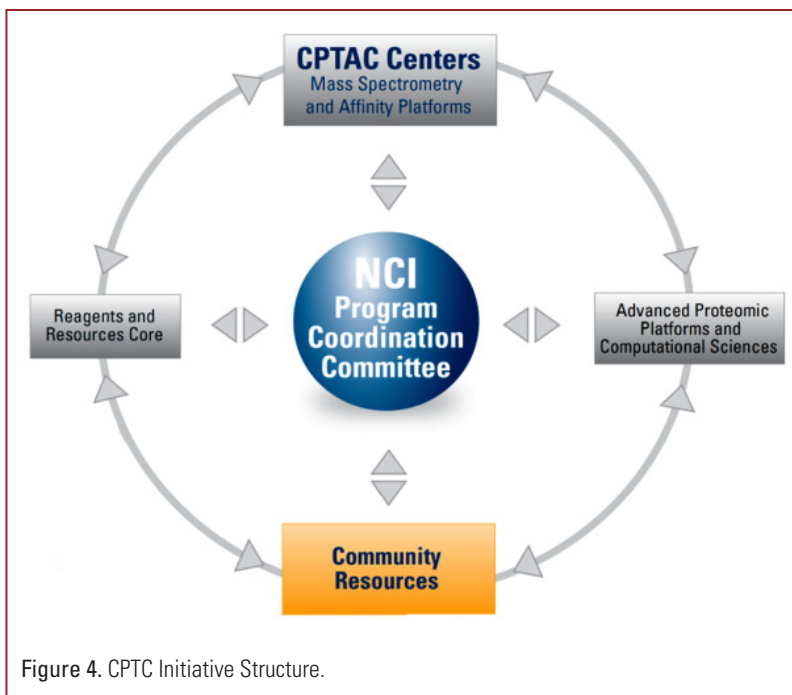 CPTAC Centers
Mass Spectrometry
and Affinity Platforms
NCI
Program
Coordination
Committee
Reagents and
Resources Core
Advanced Proteomic
Platforms and
Computational Sciences
Community
Resources
Figure 4. CPTC Initiative Structure.